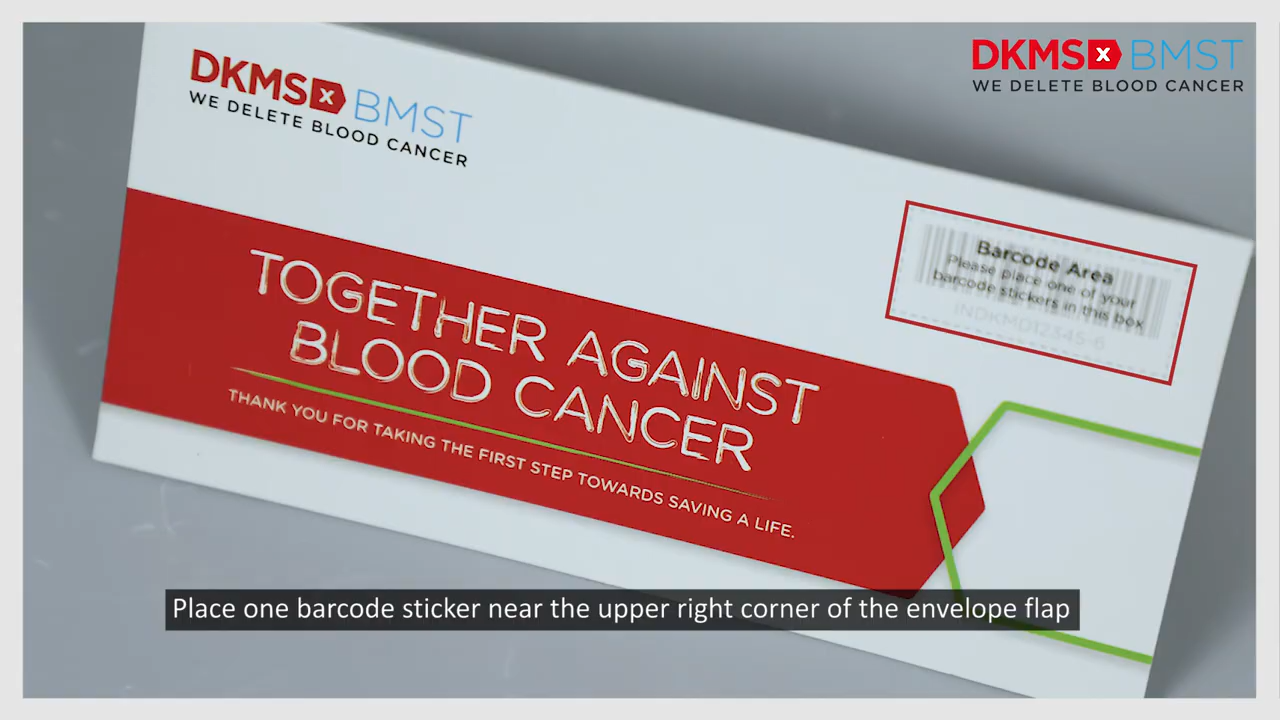 DKMS x BMST
WE DELETE BLOOD CANCER
DKMS x BMST
WE DELETE BLOOD CANCER
Barcode Area
Please place one of your
barcode stickers in this box
INDKMD12345-6
TOGETHER AGAINST
BLOOD CANCER
THANK YOU FOR TAKING THE FIRST STEP TOWARDS SAVING A LIFE.
Place one barcode sticker near the upper right corner of the envelope flap